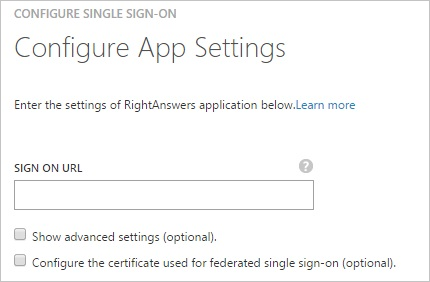 CONFIGURE SINGLE SIGN-ON
Configure App Settings
Enter the settings of RightAnswers application below.Learn more
SIGN ON URL
?
Show advanced settings (optional).
Configure the certificate used for federated single sign-on (optional).